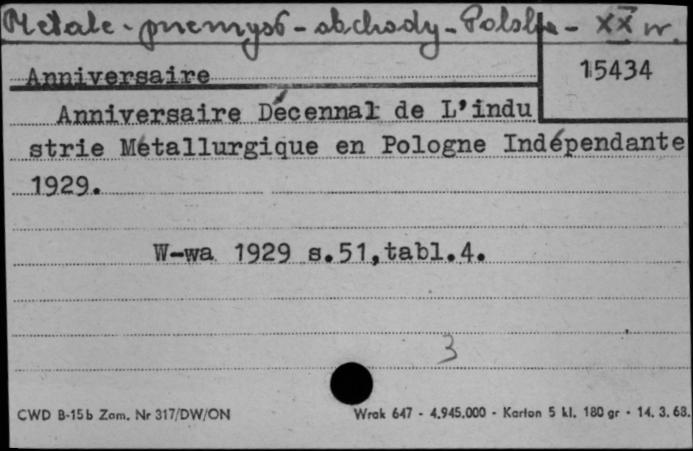 Metale - przemysł - obchody - Polska - XX w.
Anniversaire
15434
Anniversaire Décennal de L'indu
strie Métallurgique en Pologne Indépendante
1929.
W-wa 1929 s.51,tabl.4.
3
CWD B-15b Zam. Nr 317/DW/ON
Wrak 647 - 4.945.000 - Karton 5 kl. 180 gr - 14. 3. 68.